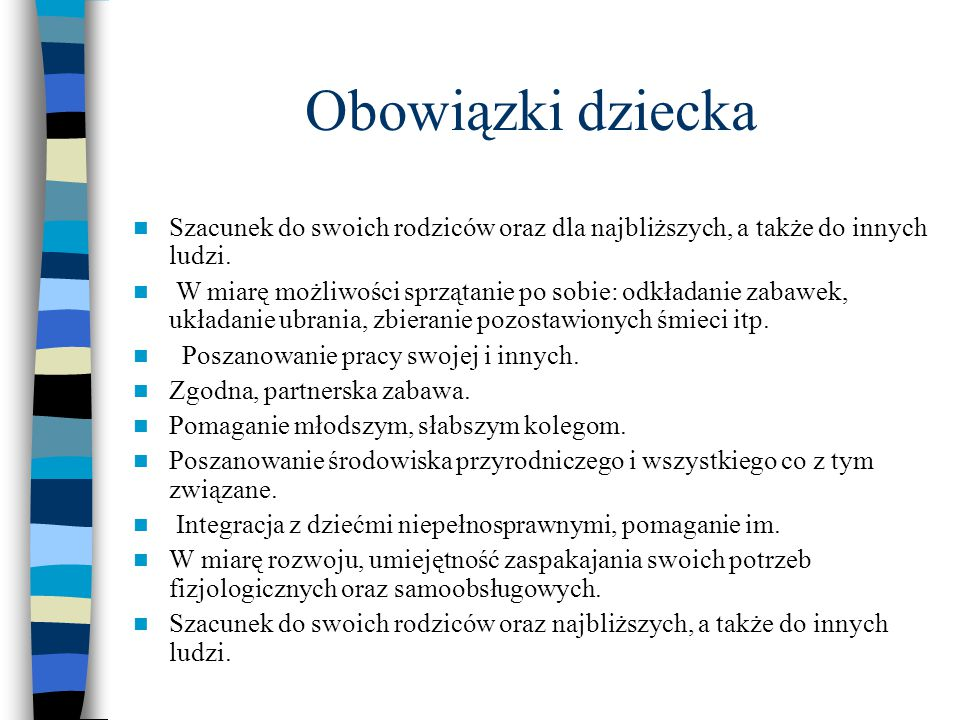 Obowiązki dziecka
Szacunek do swoich rodziców oraz dla najbliższych, a także do innych
ludzi.
W miarę możliwości sprzątanie po sobie: odkładanie zabawek,
układanie ubrania, zbieranie pozostawionych śmieci itp.
Poszanowanie pracy swojej i innych.
Zgodna, partnerska zabawa.
Pomaganie młodszym, słabszym kolegom.
Poszanowanie środowiska przyrodniczego i wszystkiego co z tym
związane.
Integracja z dziećmi niepełnosprawnymi, pomaganie im.
W miarę rozwoju, umiejętność zaspakajania swoich potrzeb
fizjologicznych oraz samoobsługowych.
Szacunek do swoich rodziców oraz najbliższych, a także do innych
ludzi.